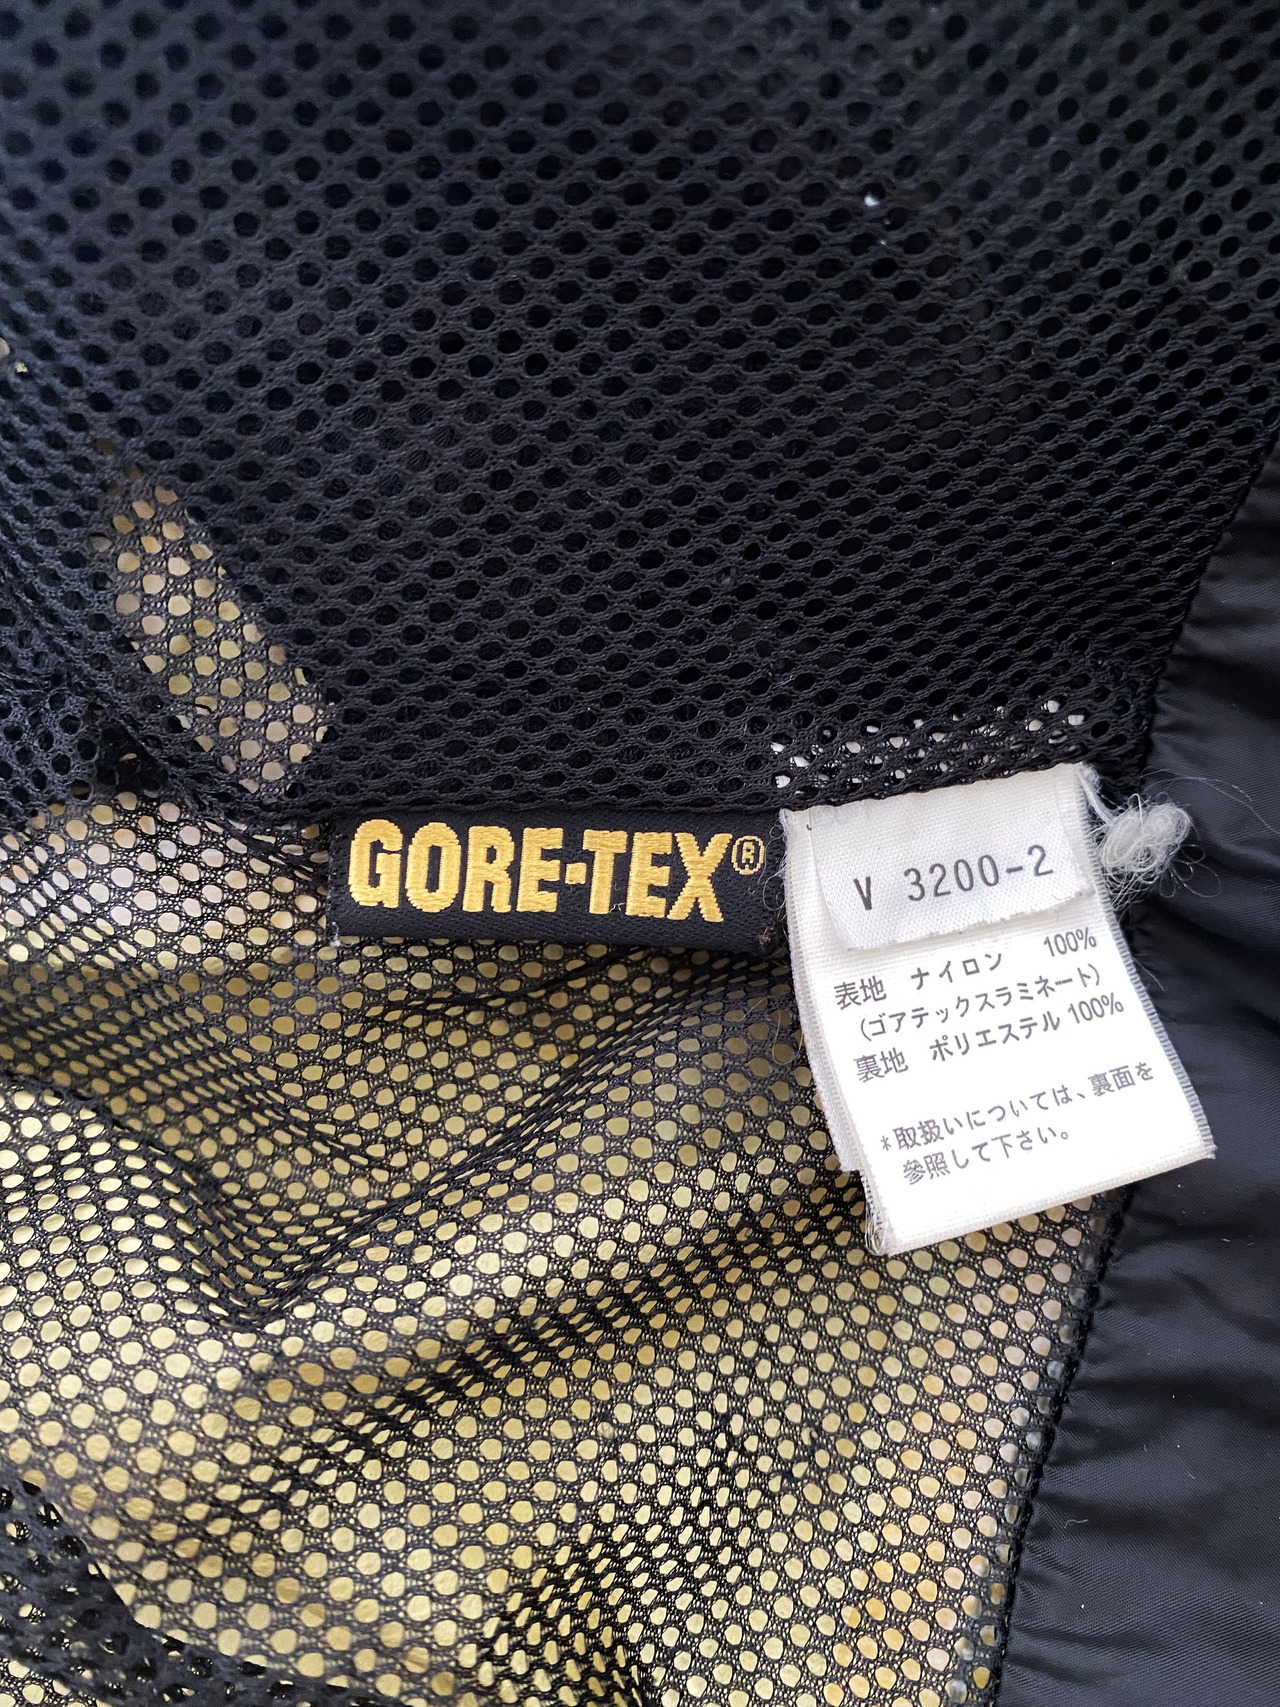 GORE-TEX®
V 3200-2
表地 ナイロン 100%
(ゴアテックスラミネート)
裏地 ポリエステル 100%
*取扱いについては、裏面を
参照して下さい。